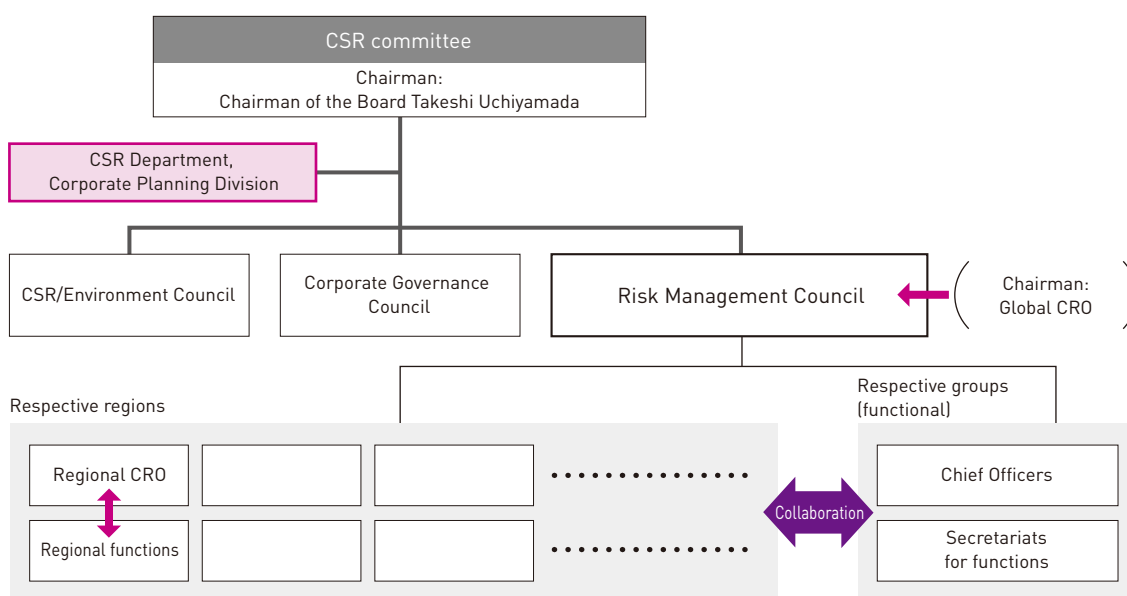 CSR committee
Chairman:
Chairman of the Board Takeshi Uchiyamada
CSR Department,
Corporate Planning Division
CSR/Environment Council
Corporate Governance
Council
Risk Management Council
Chairman:
Global CRO
Respective regions
Respective groups
(functional)
Regional CRO
Regional functions
Collaboration
Chief Officers
Secretariats
for functions